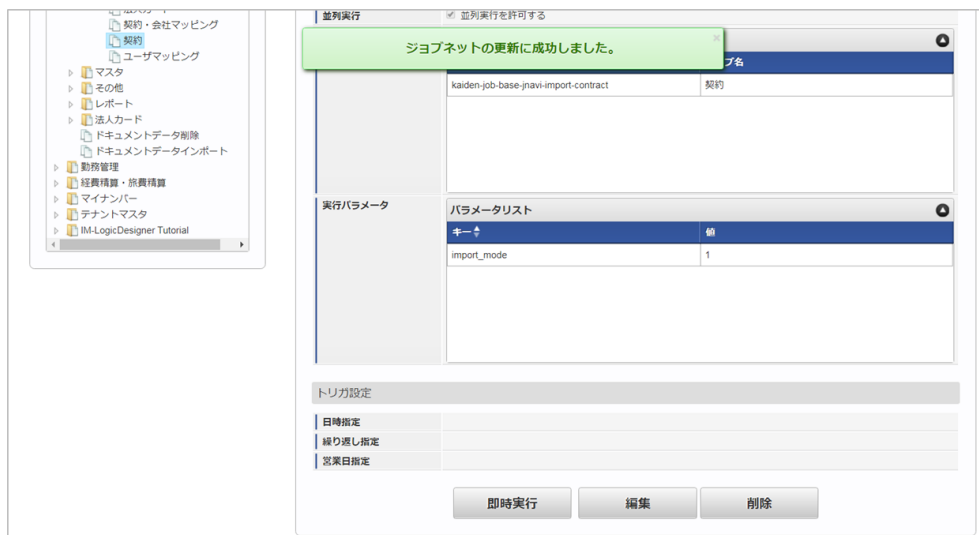 契約・会社マッピング
契約
ユーザマッピング
マスタ
その他
レポート
法人カード
ドキュメントデータ削除
ドキュメントデータインポート
勤務管理
経費精算・旅費精算
マイナンバー
テナントマスタ
IM-LogicDesigner Tutorial
並列実行
並列実行を許可する
ジョブネットの更新に成功しました。
ブ名
kaiden-job-base-jnavi-import-contract
契約
実行パラメータ
パラメータリスト
キー
値
import_mode
1
トリガ設定
日時指定
繰り返し指定
営業日指定
即時実行
編集
削除